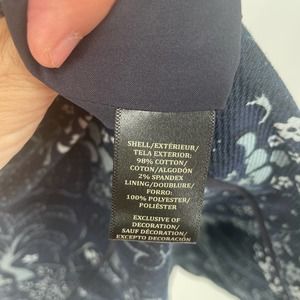 SHELL/EXTÉRIEUR/
TELA EXTERIOR:
98% COTTON/
COTON/ALGODÓN
2% SPANDEX
LINING/DOUBLURE/
FORRO:
100% POLYESTER/
POLIÉSTER
EXCLUSIVE OF
DECORATION/
SAUF DÉCORATION/
EXCEPTO DECORACIÓN